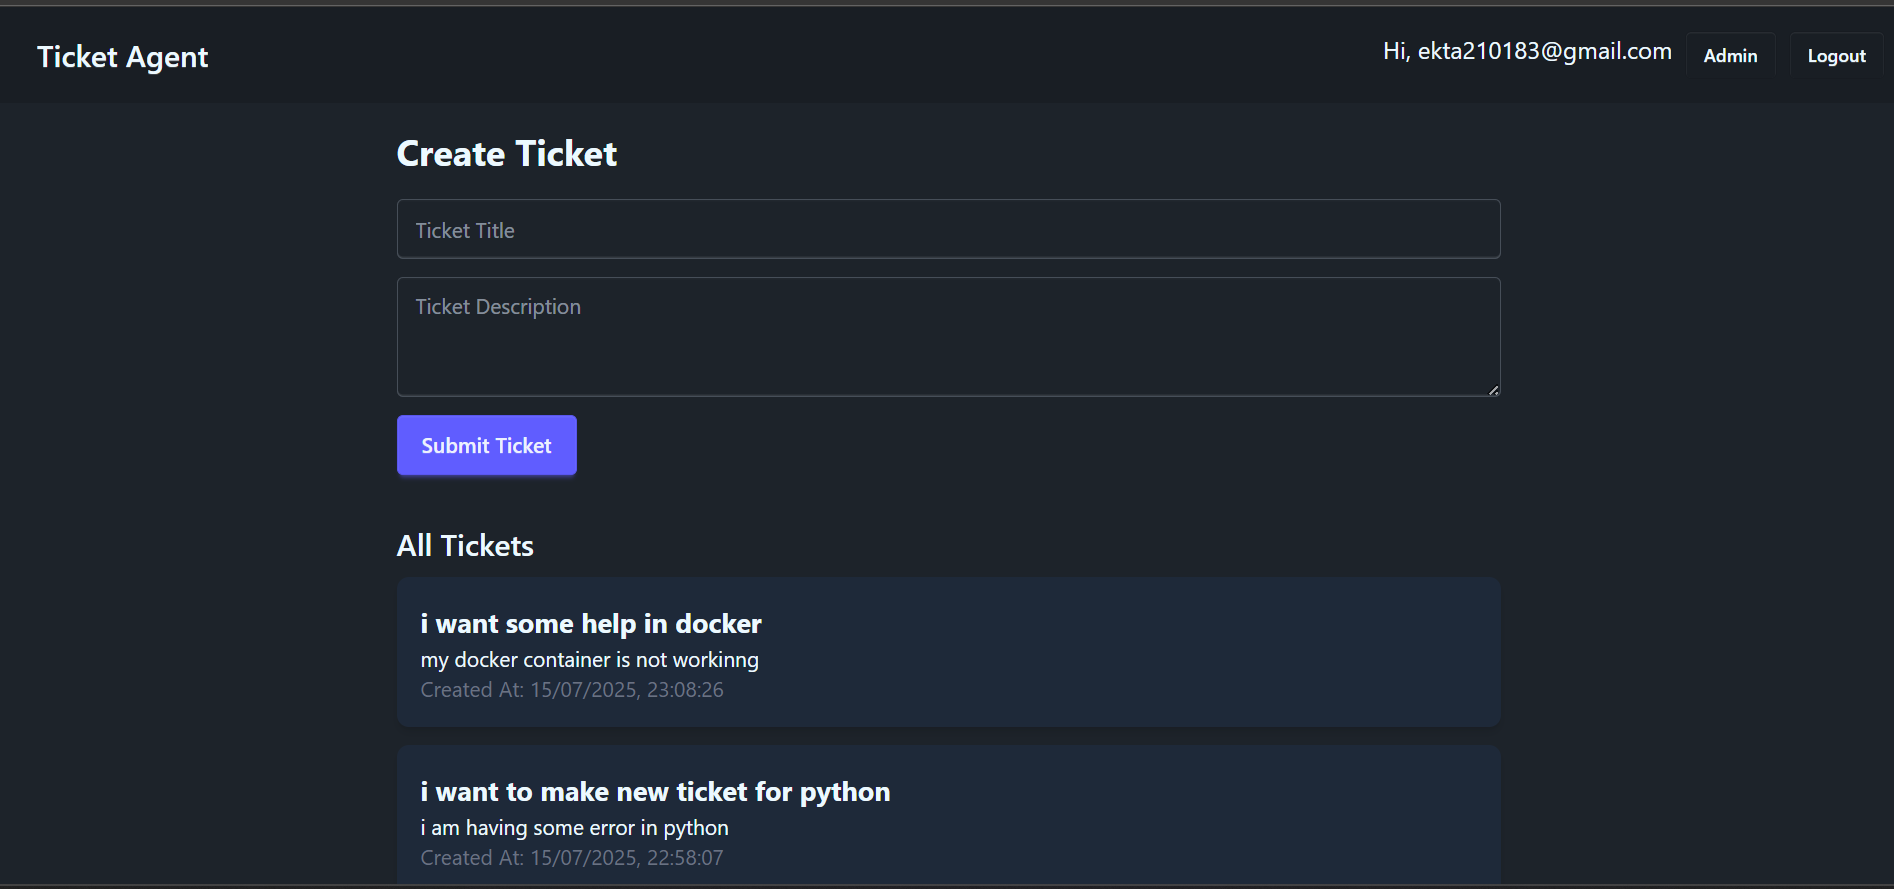 Ticket Agent
Hi, ekta210183@gmail.com
Admin
Logout
Create Ticket
Ticket Title
Ticket Description
Submit Ticket
All Tickets
i want some help in docker
my docker container is not workinng
Created At: 15/07/2025, 23:08:26
i want to make new ticket for python
i am having some error in python
Created At: 15/07/2025, 22:58:07